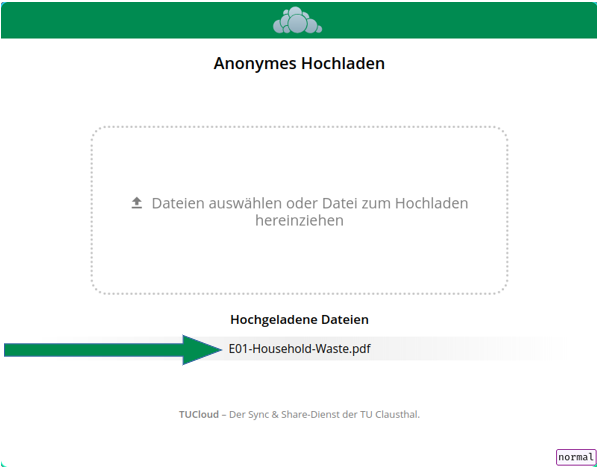 Anonymes Hochladen
Dateien auswählen oder Datei zum Hochladen
hereinziehen
Hochgeladene Dateien
E01-Household-Waste.pdf
TUCloud – Der Sync & Share-Dienst der TU Clausthal.
normal